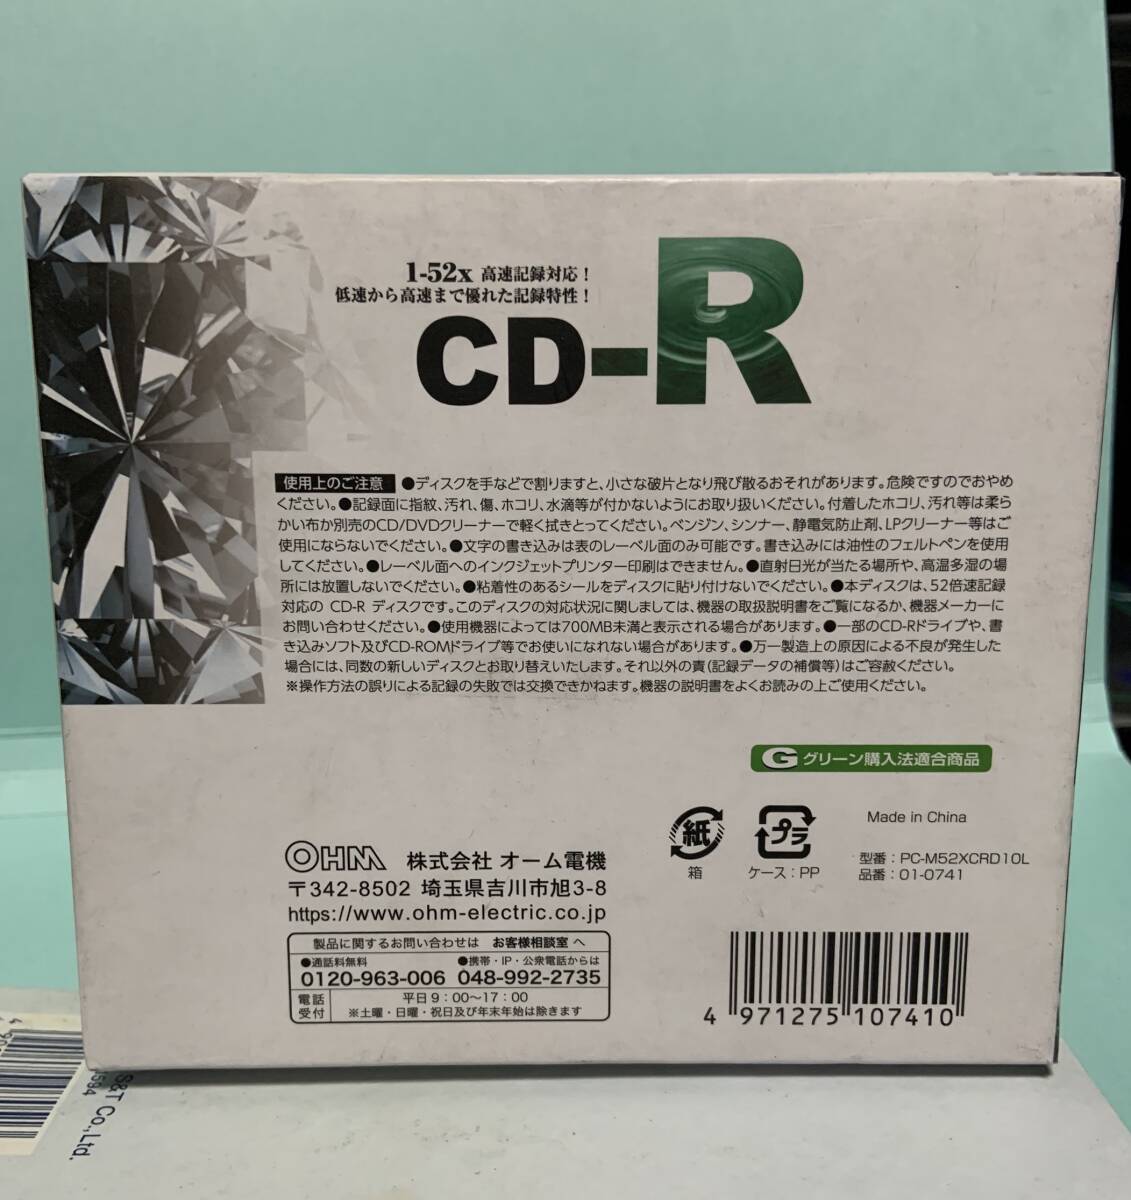 1-52x 高速記録対応！
低速から高速まで優れた記録特性！
CD-R
使用上のご注意 ●ディスクを手などで割りますと、小さな破片となり飛び散るおそれがあります。危険ですのでおやめ
ください。●記録面に指紋、汚れ、傷、ホコリ、水滴等が付かないようにお取り扱いください。付着したホコリ、汚れ等は柔ら
かい布か別売のCD/DVDクリーナーで軽く拭きとってください。ベンジン、シンナー、静電気防止剤、LPクリーナー等はご
使用にならないでください。●文字の書き込みは表のレーベル面のみ可能です。書き込みには油性のフェルトペンを使用
してください。●レーベル面へのインクジェットプリンター印刷はできません。●直射日光が当たる場所や、高温多湿の場
所には放置しないでください。●粘着性のあるシールをディスクに貼り付けないでください。●本ディスクは、52倍速記録
対応の CD-R ディスクです。このディスクの対応状況に関しましては、機器の取扱説明書をご覧になるか、機器メーカーに
お問い合わせください。●使用機器によっては700MB未満と表示される場合があります。●一部のCD-Rドライブや、書
き込みソフト及びCD-ROMドライブ等でお使いになれない場合があります。●万一製造上の原因による不良が発生した
場合には、同数の新しいディスクとお取り替えいたします。それ以外の責(記録データの補償等)はご容赦ください。
※操作方法の誤りによる記録の失敗では交換できかねます。機器の説明書をよくお読みの上ご使用ください。
G グリーン購入法適合商品
紙
箱
プラ
ケース：PP
Made in China
型番：PC-M52XCRD10L
品番：01-0741
OHM 株式会社 オーム電機
〒342-8502 埼玉県吉川市旭3-8
https://www.ohm-electric.co.jp
製品に関するお問い合わせは お客様相談室 へ
●通話料無料 ●携帯・IP・公衆電話からは
0120-963-006 048-992-2735
電話受付 平日 9：00〜17：00
※土曜・日曜・祝日及び年末年始は除きます
4 971275 107410
S&T Co.,Ltd.